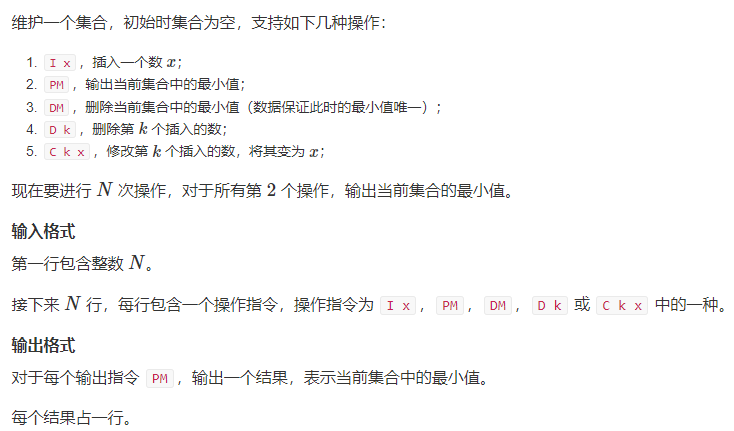 维护一个集合，初始时集合为空，支持如下几种操作：
1. I x，插入一个数 x；
2. PM，输出当前集合中的最小值；
3. DM，删除当前集合中的最小值（数据保证此时的最小值唯一）；
4. D k，删除第 k 个插入的数；
5. C k x，修改第 k 个插入的数，将其变为 x；
现在要进行 N 次操作，对于所有第 2 个操作，输出当前集合的最小值。
输入格式
第一行包含整数 N。
接下来 N 行，每行包含一个操作指令，操作指令为 I x，PM，DM，D k 或 C k x 中的一种。
输出格式
对于每个输出指令 PM，输出一个结果，表示当前集合中的最小值。
每个结果占一行。